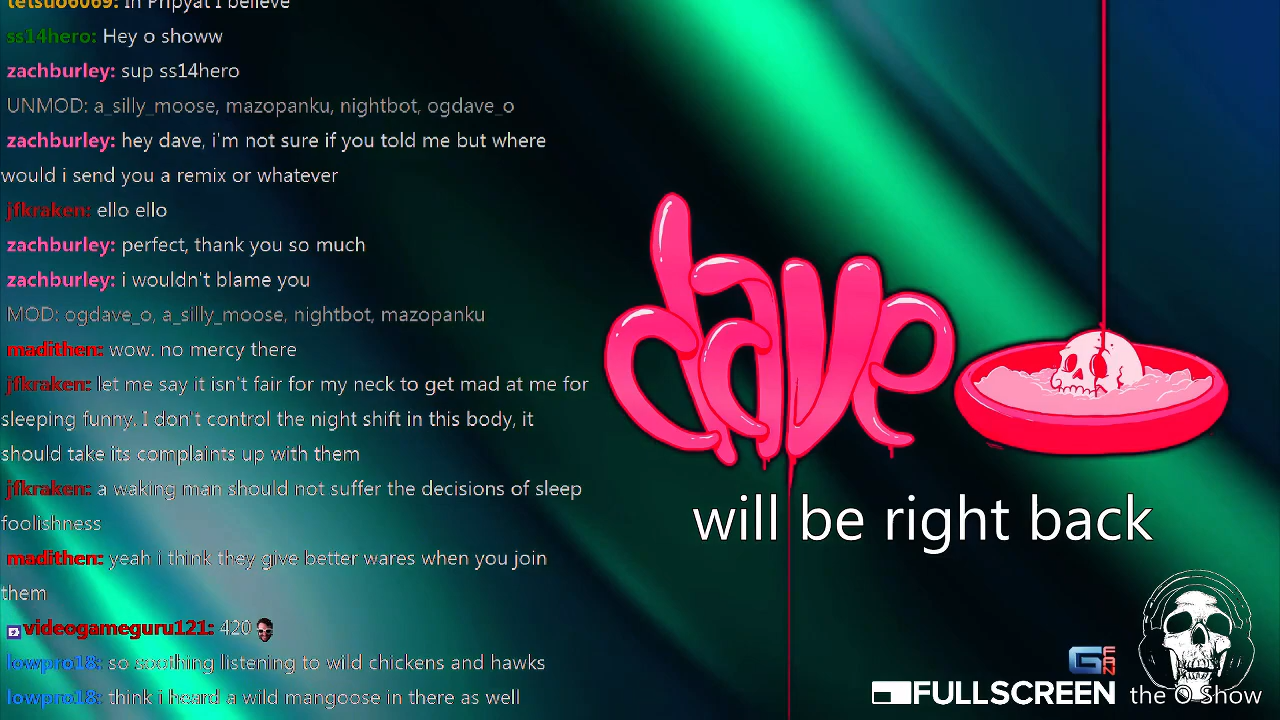 tetsuo6069: In Pripyat I believe
ss14hero: Hey o showw
zachburley: sup ss14hero
UNMOD: a_silly_moose, mazopanku, nightbot, ogdave_o
zachburley: hey dave, i'm not sure if you told me but where
would i send you a remix or whatever
jfkraken: ello ello
zachburley: perfect, thank you so much
zachburley: i wouldn't blame you
MOD: ogdave_o, a_silly_moose, nightbot, mazopanku
madithen: wow. no mercy there
jfkraken: let me say it isn't fair for my neck to get mad at me for
sleeping funny. I don't control the night shift in this body, it
should take its complaints up with them
jfkraken: a waking man should not suffer the decisions of sleep
foolishness
madithen: yeah i think they give better wares when you join
them
videogameguru121: 420
lowpro18: so soothing listening to wild chickens and hawks
lowpro18: think i heard a wild mangoose in there as well
dave
will be right back
G FAN
FULLSCREEN
the O Show